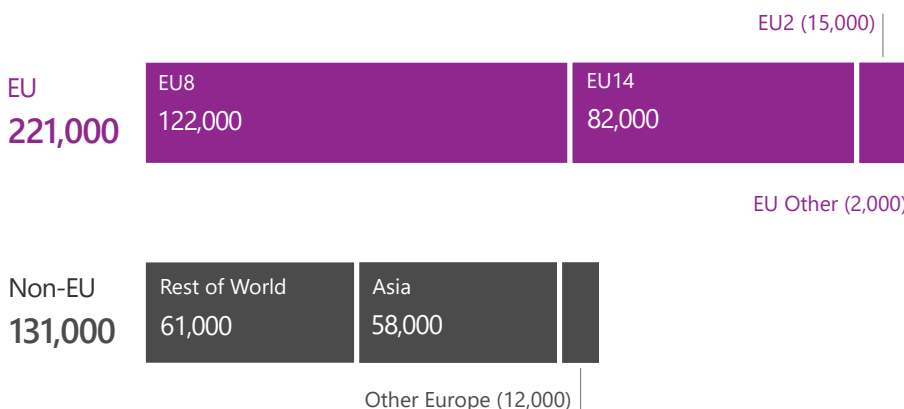 EU2 (15,000)
EU
221,000
EU8
122,000
EU14
82,000
EU Other (2,000)
Non-EU
131,000
Rest of World
61,000
Asia
58,000
Other Europe (12,000)